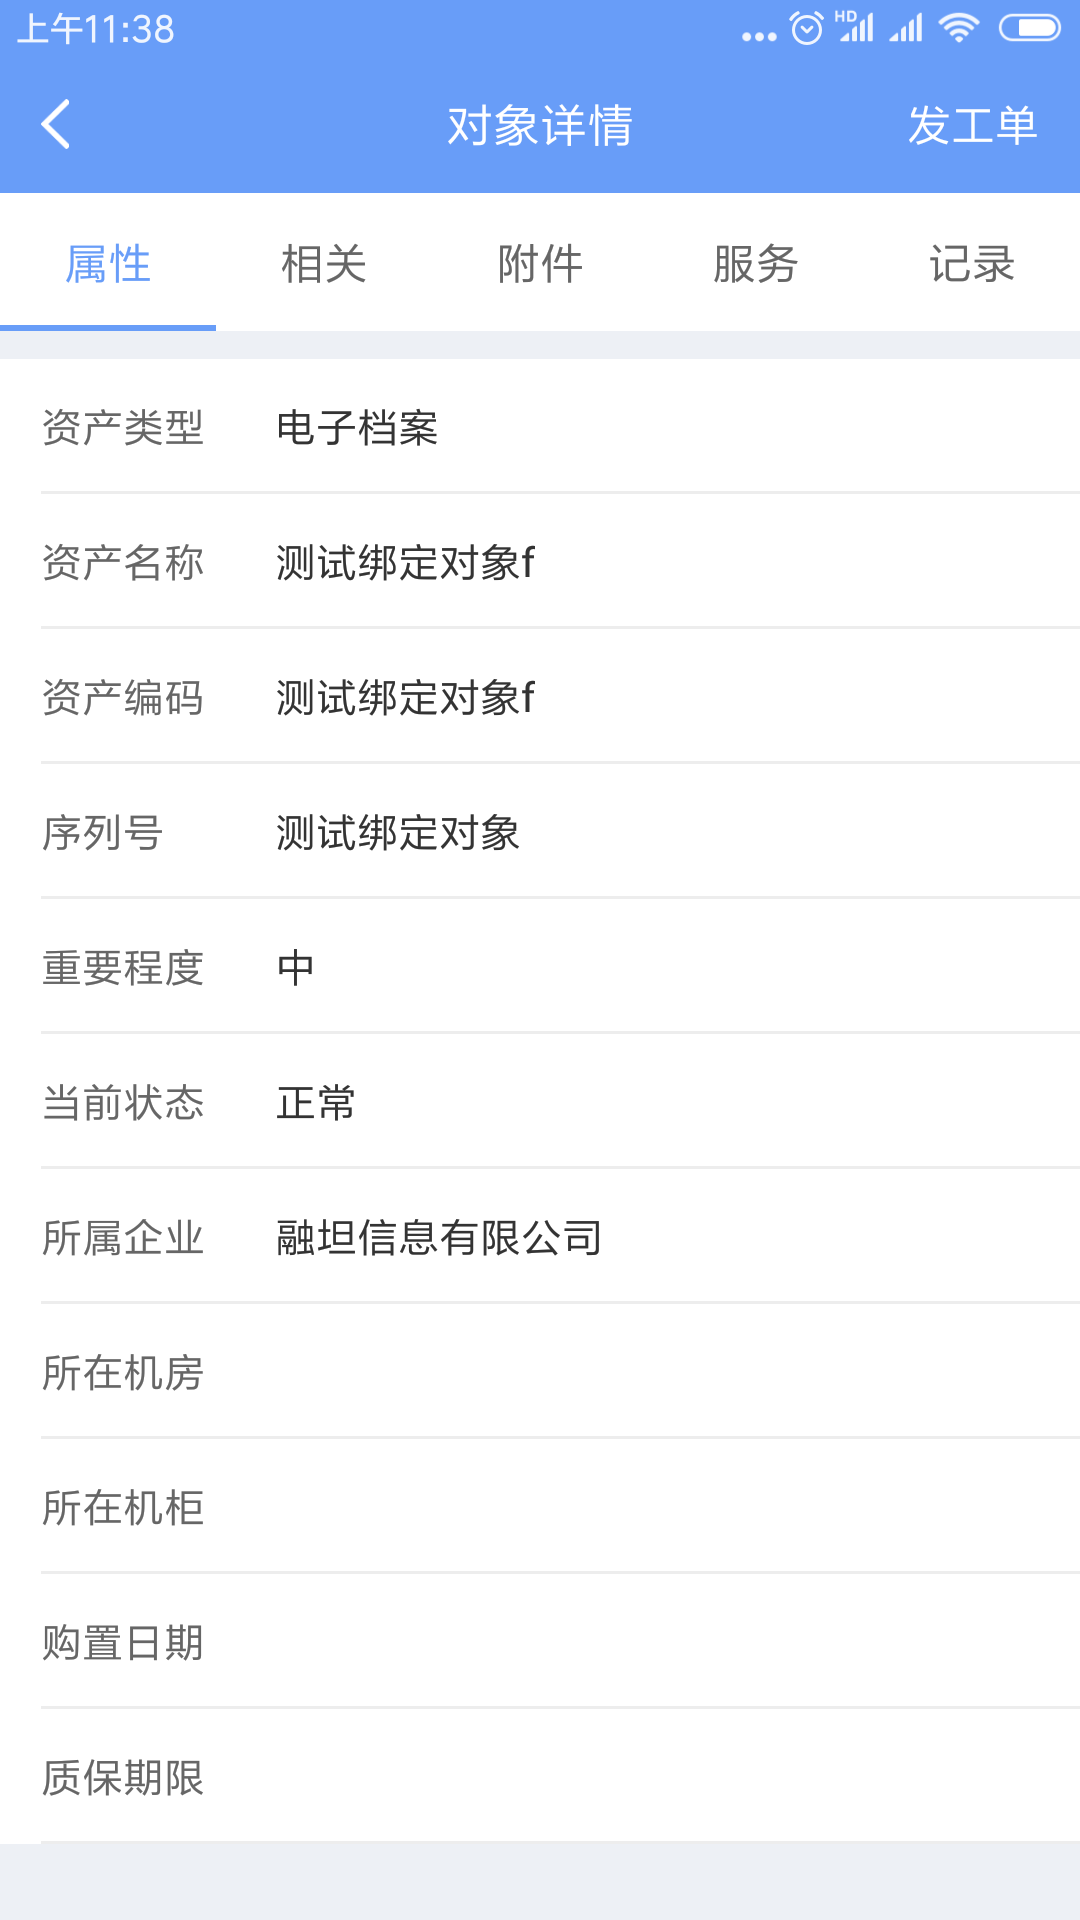 上午11:38
HD
对象详情 发工单
属性 相关 附件 服务 记录
资产类型 电子档案
资产名称 测试绑定对象f
资产编码 测试绑定对象f
序列号 测试绑定对象
重要程度 中
当前状态 正常
所属企业 融坦信息有限公司
所在机房
所在机柜
购置日期
质保期限